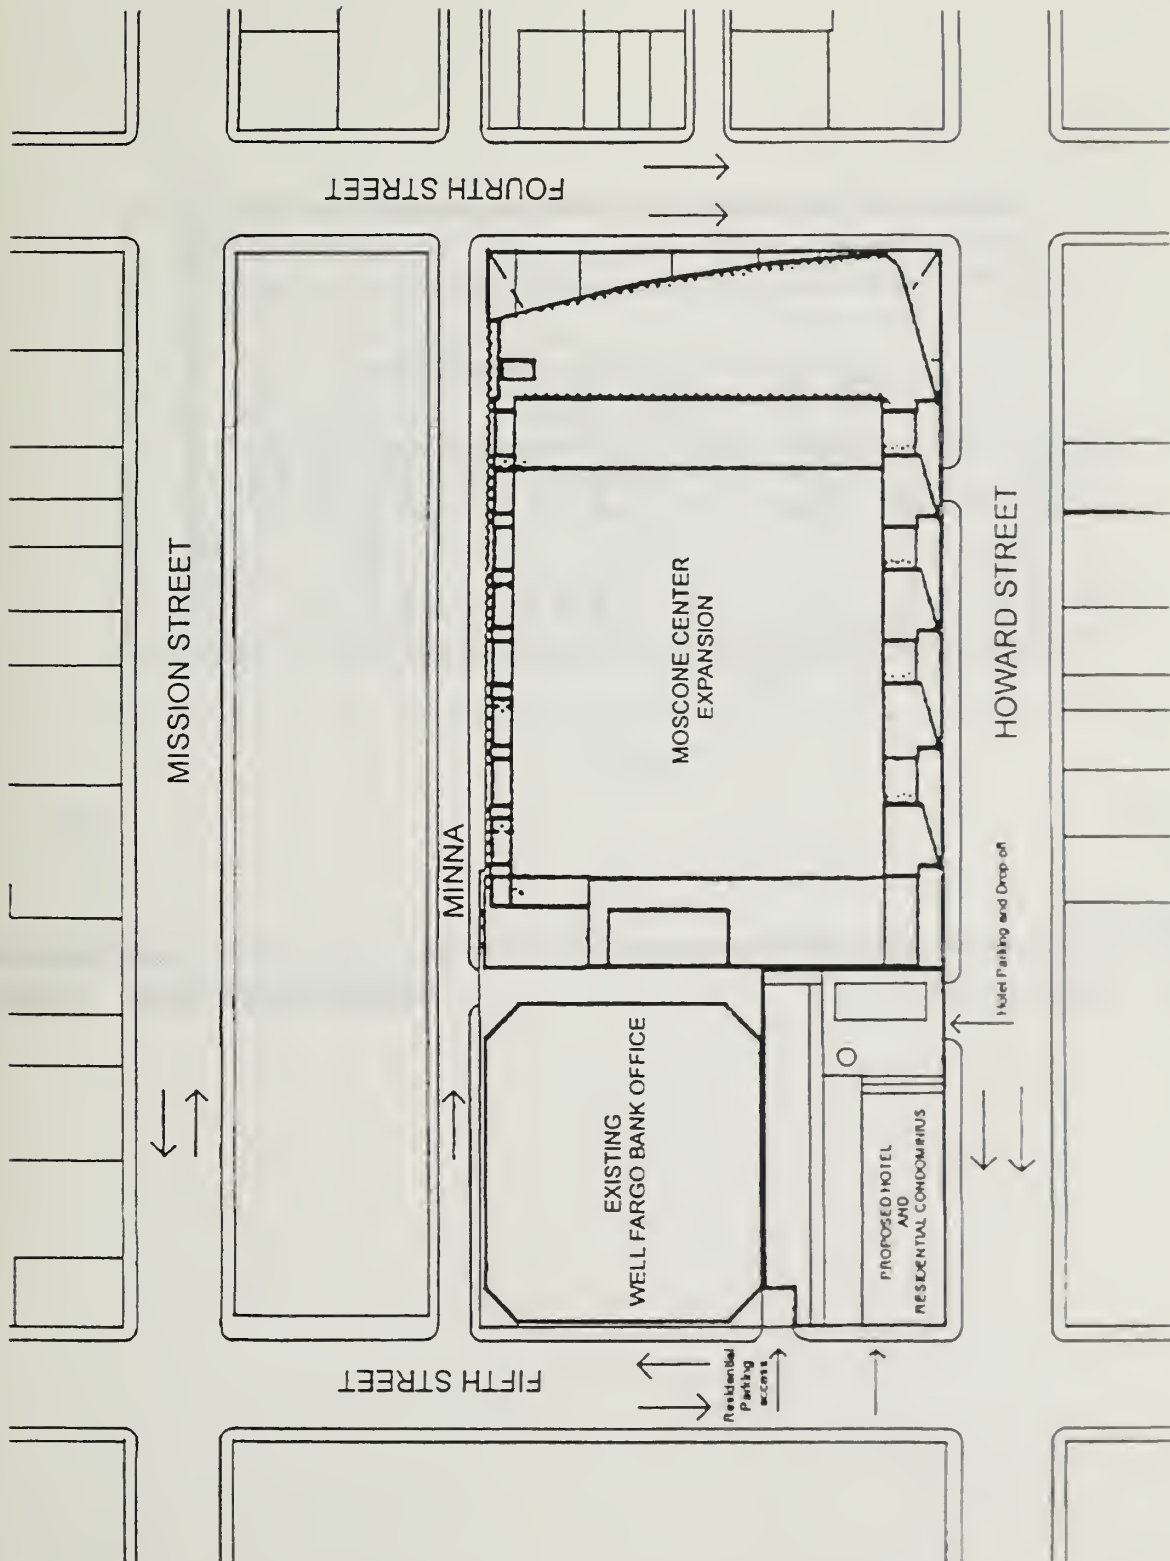 FOURTH STREET
MISSION STREET
MINNA
MOSCONE CENTER
EXPANSION
HOWARD STREET
Hotel Parking and Drop-off
EXISTING
WELL FARGO BANK OFFICE
PROPOSED HOTEL
AND
RESIDENTIAL CONDOMINIUS
FIFTH STREET
Residential
Parking
access